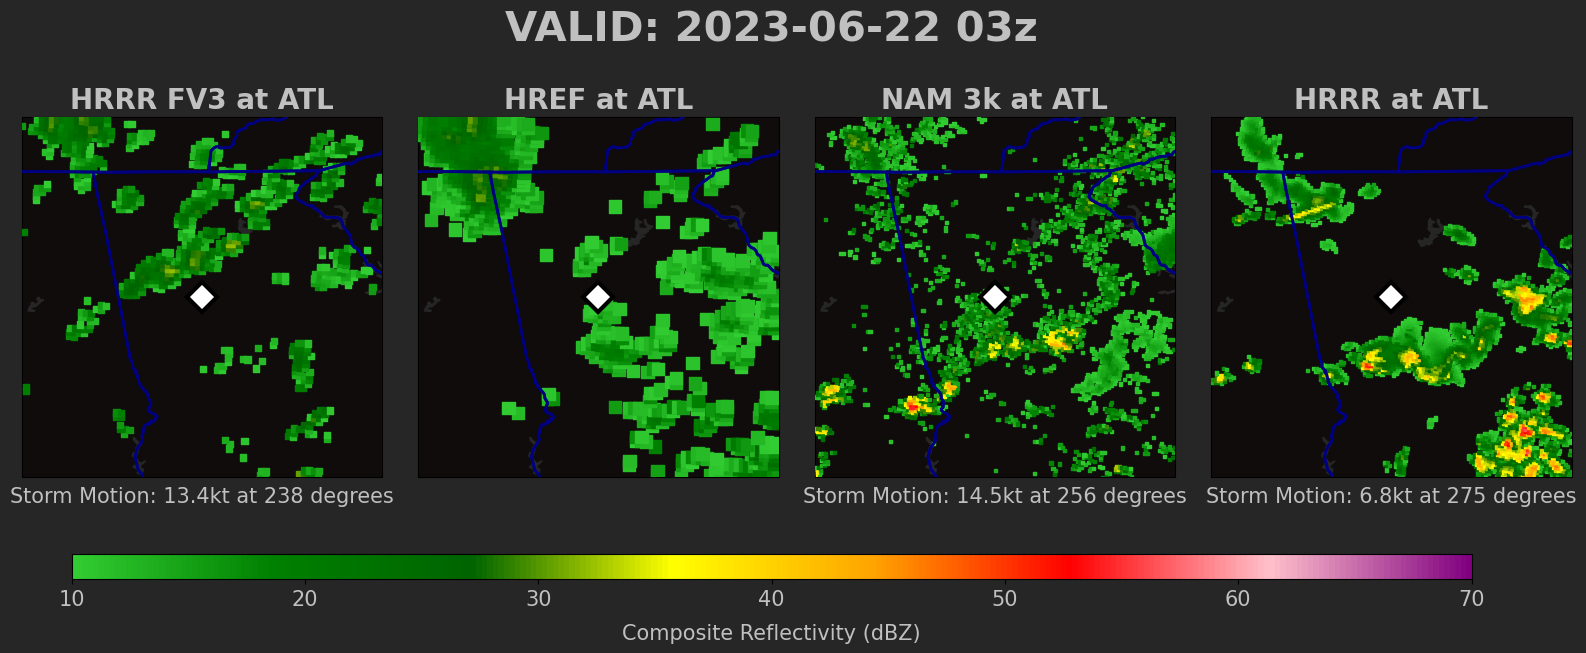 VALID: 2023-06-22 03z
HRRR FV3 at ATL
HREF at ATL
NAM 3k at ATL
HRRR at ATL
Storm Motion: 13.4kt at 238 degrees
Storm Motion: 14.5kt at 256 degrees
Storm Motion: 6.8kt at 275 degrees
10 20 30 40 50 60 70
Composite Reflectivity (dBZ)